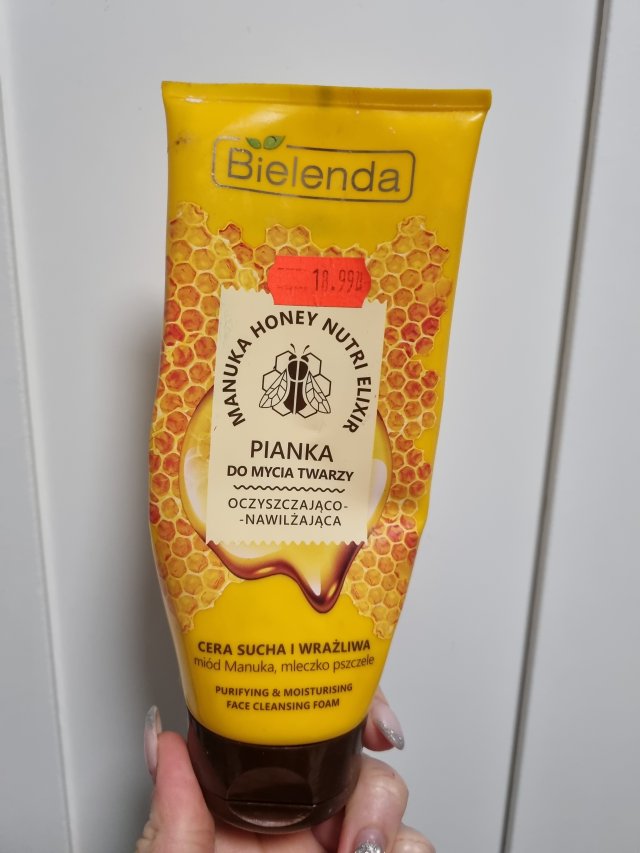 Bielenda
18.99zł
MANUKA HONEY NUTRI ELIXIR
PIANKA
DO MYCIA TWARZY
OCZYSZCZAJĄCO-
-NAWILŻAJĄCA
CERA SUCHA I WRAŻLIWA
miód Manuka, mleczko pszczele
PURIFYING & MOISTURISING
FACE CLEANSING FOAM